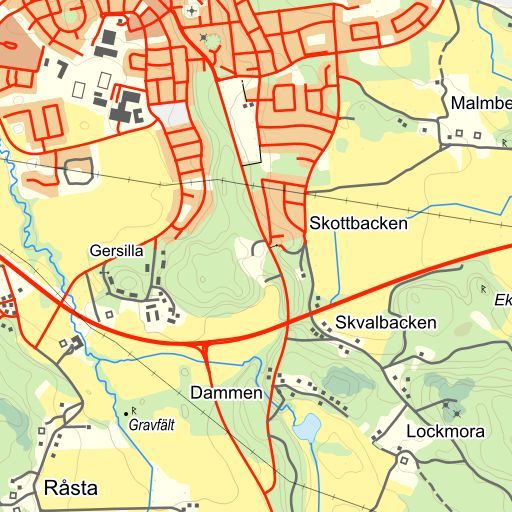 Malmbe
Skottbacken
Gersilla
Ek
Skvalbacken
Dammen
Gravfält
Lockmora
Råsta